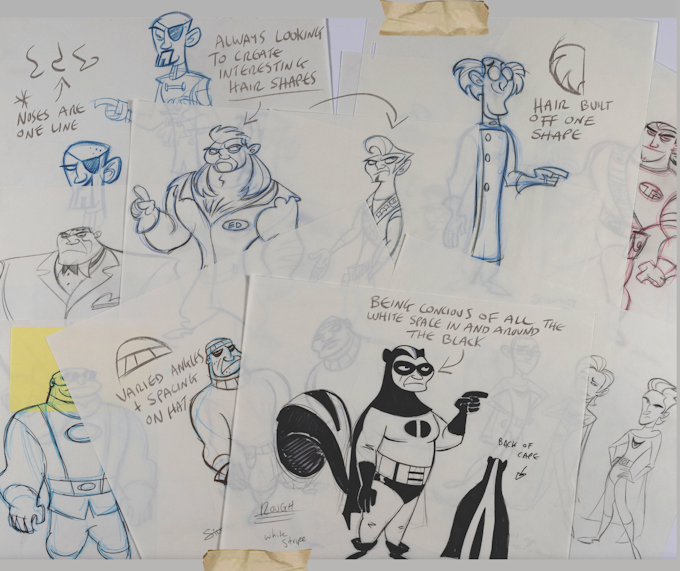 ALWAYS LOOKING
TO CREATE
INTERESTING
HAIR SHAPES
*
NOSES ARE
ONE LINE
HAIR BUILT
OFF ONE
SHAPE
ED
BEING CONCIOUS OF ALL THE
WHITE SPACE IN AND AROUND
THE BLACK
VARIED ANGLES
+ SPACING
ON HAT
BACK OF
CAPE
ROUGH
white
stripe